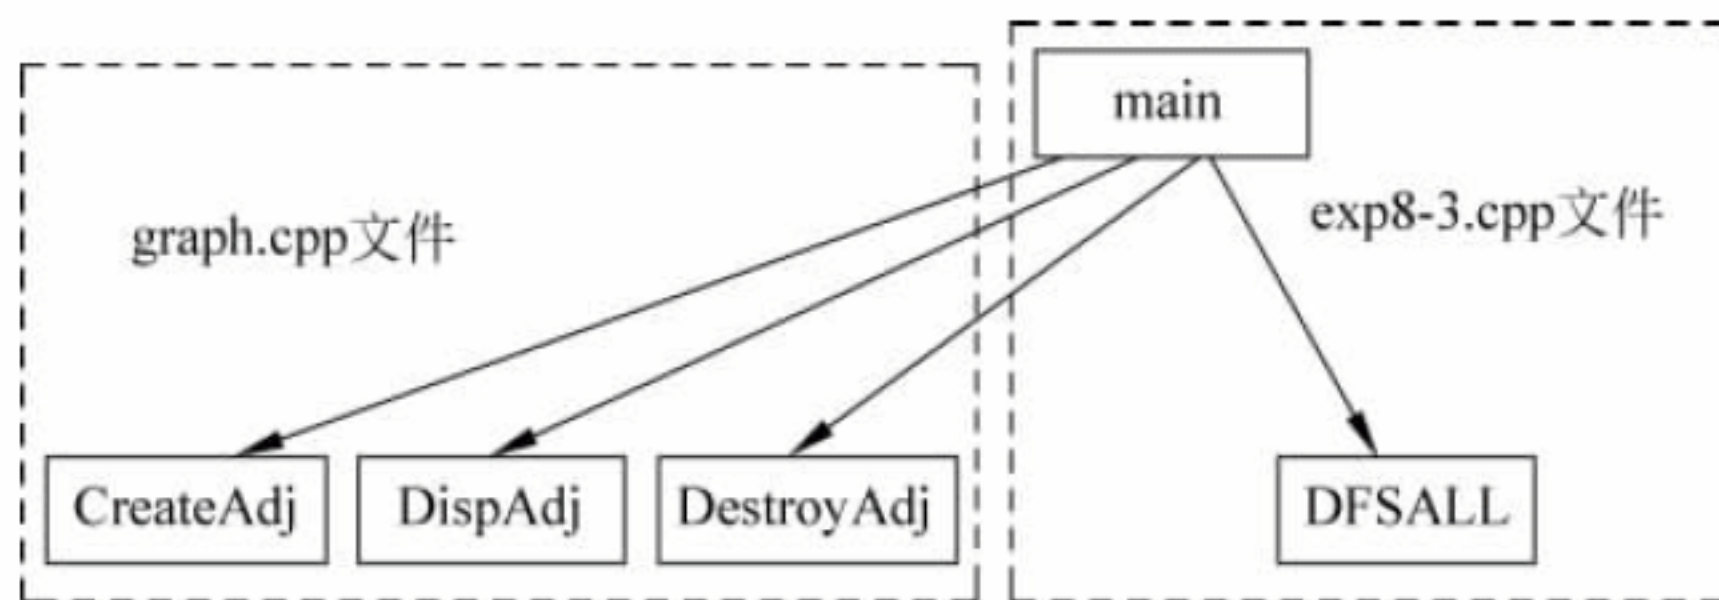 main
graph.cpp文件
exp8-3.cpp文件
CreateAdj
DispAdj
DestroyAdj
DFSALL